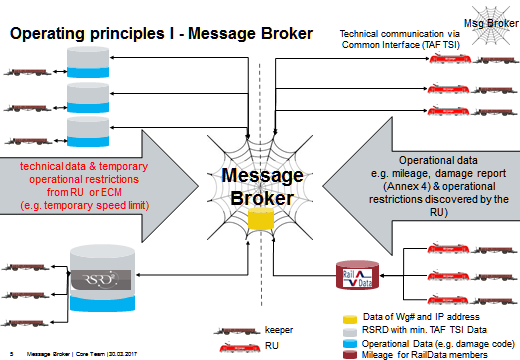 Operating principles I - Message Broker
Technical communication via
Common Interface (TAF TSI)
Msg Broker
technical data & temporary
operational restrictions
from RU or ECM
(e.g. temporary speed limit)
Message
Broker
Operational data
e.g. mileage, damage report
(Annex 4) & operational
restrictions discovered by the
RU)
RSRD²
Rail
Data
keeper
RU
Data of Wg# and IP address
RSRD with min. TAF TSI Data
Operational Data (e.g. damage code)
Mileage for RailData members
5 Message Broker | Core Team | 30.03.2017